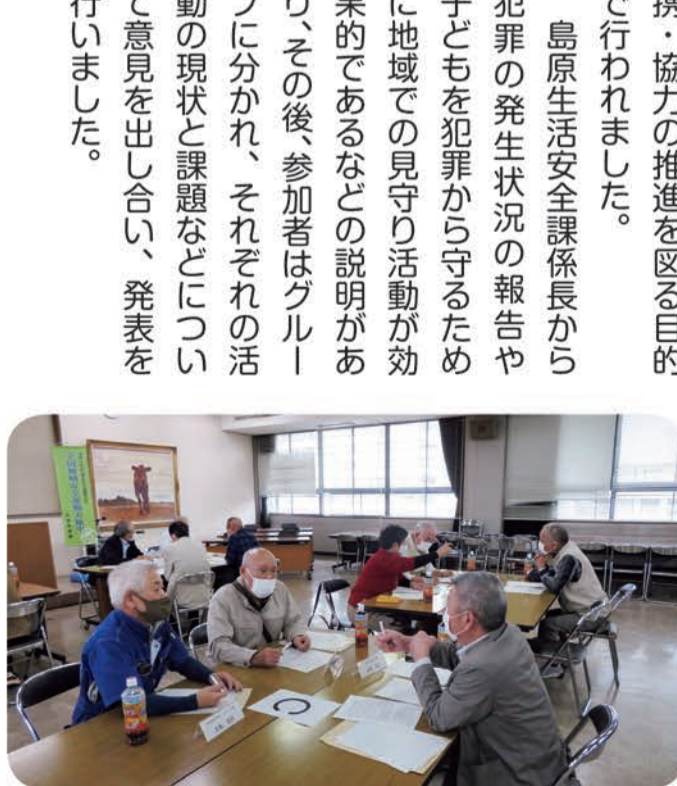 携・協力の推進を図る目的
で行われました。
島原生活安全課係長から
犯罪の発生状況の報告や
子どもを犯罪から守るため
に地域での見守り活動が効
果的であるなどの説明があ
り、その後、参加者はグルー
プに分かれ、それぞれの活
動の現状と課題などについ
て意見を出し合い、発表を
行いました。